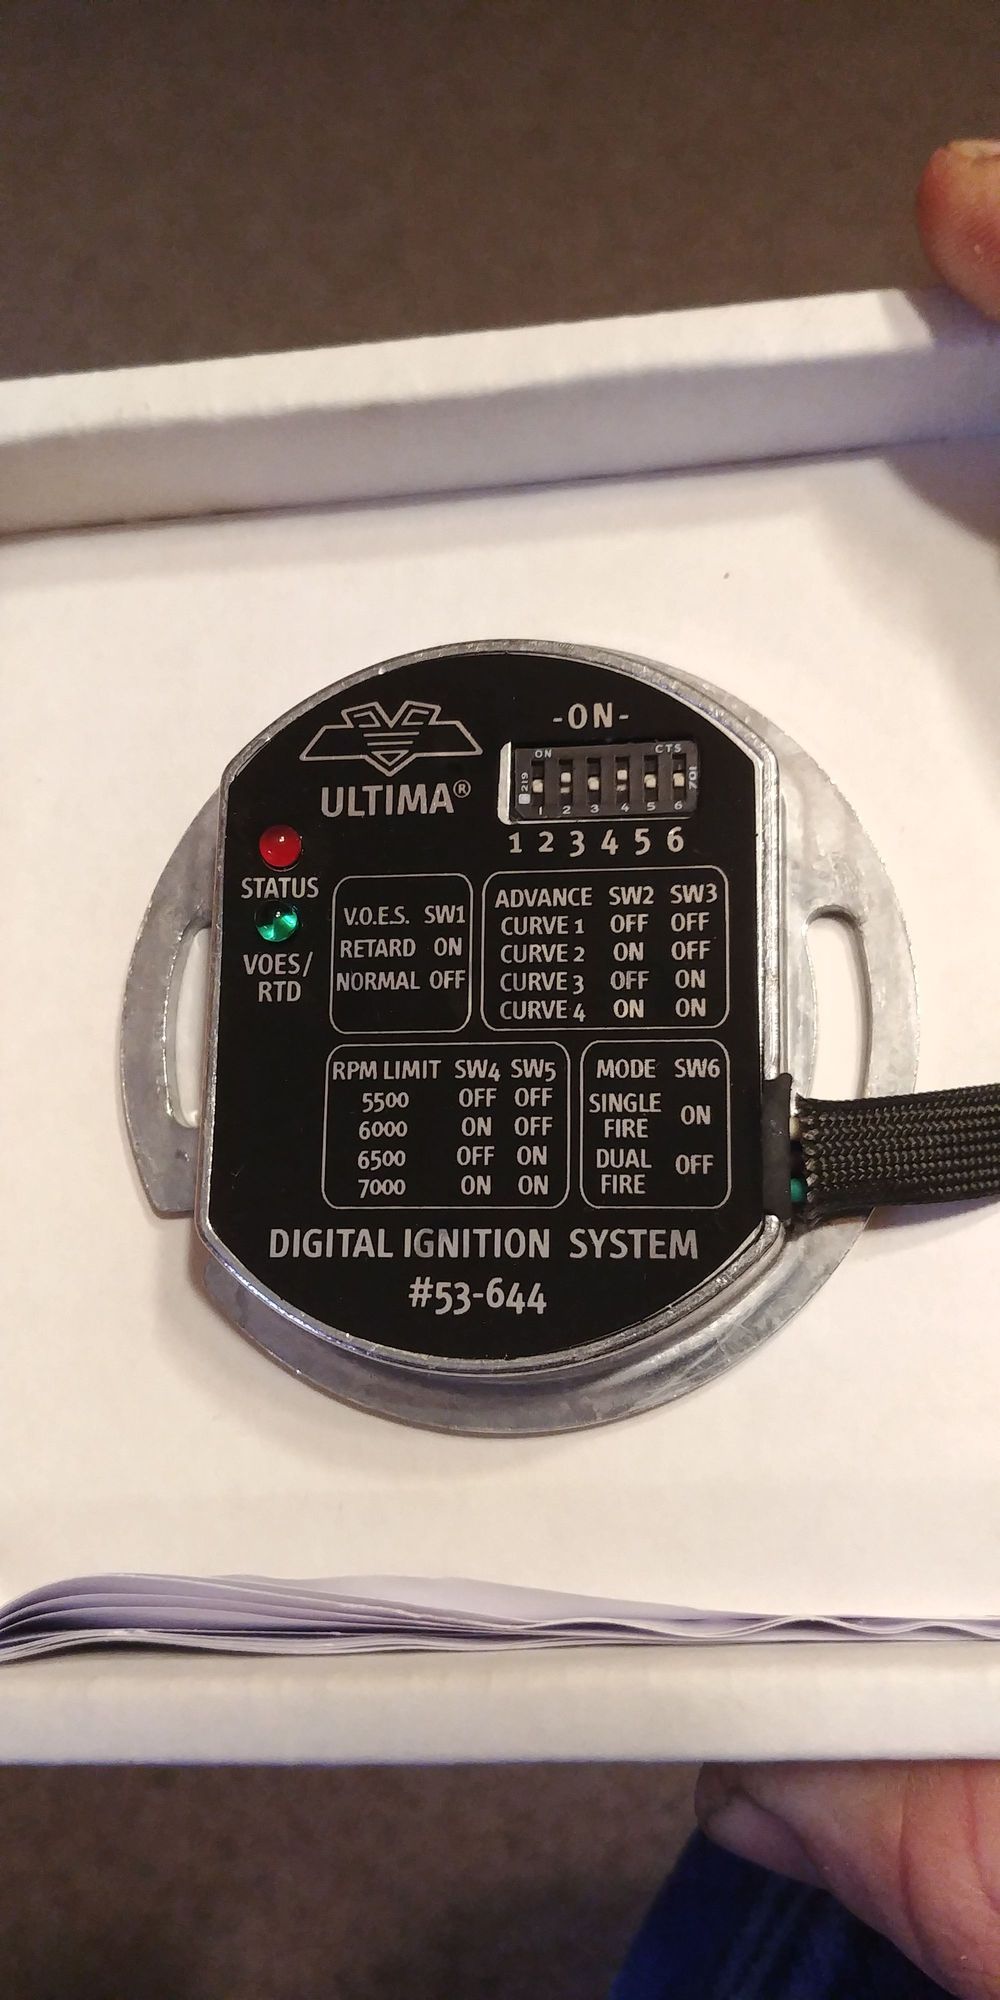 -ON-
ON CTS
219
701
1 2 3 4 5 6
1 2 3 4 5 6
ULTIMA®
STATUS
VOES/
RTD
V.O.E.S. SW1
RETARD ON
NORMAL OFF
ADVANCE SW2 SW3
CURVE 1 OFF OFF
CURVE 2 ON OFF
CURVE 3 OFF ON
CURVE 4 ON ON
RPM LIMIT SW4 SW5
5500 OFF OFF
6000 ON OFF
6500 OFF ON
7000 ON ON
MODE SW6
SINGLE
FIRE ON
DUAL
FIRE OFF
DIGITAL IGNITION SYSTEM
#53-644